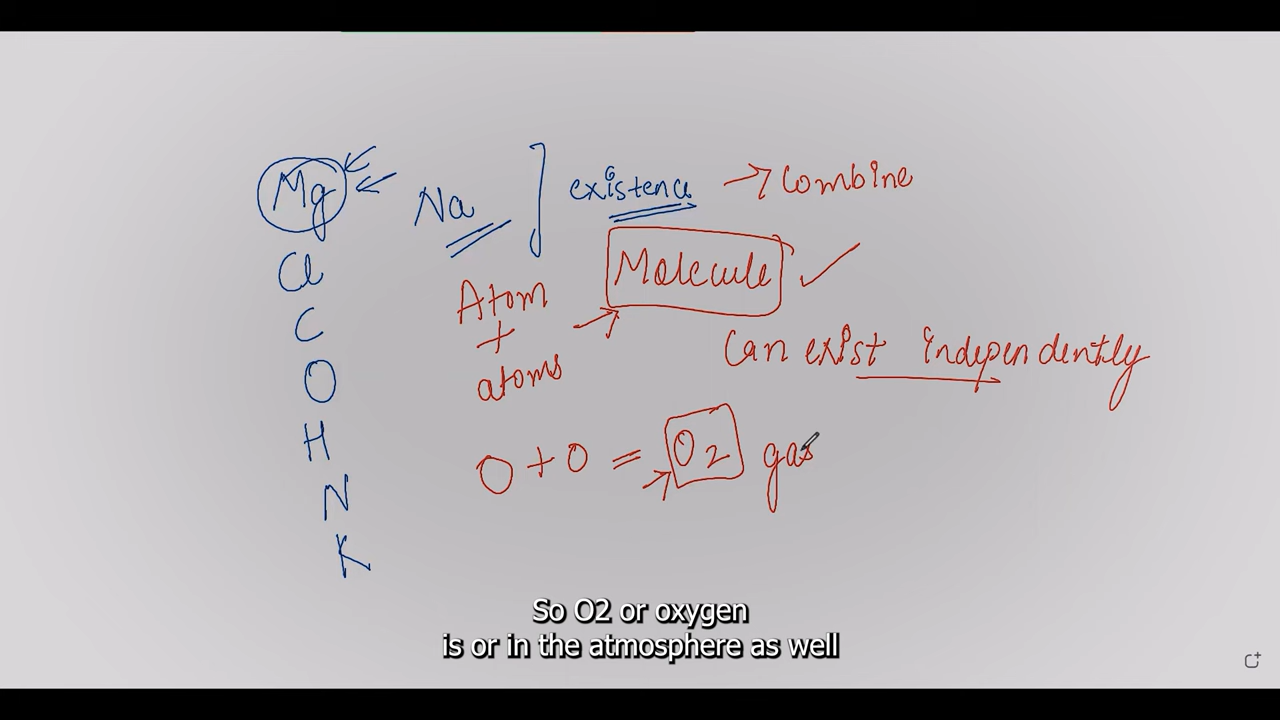 Mg Na existence → Combine
Cl Molecule ✓
Atom
C +
Can exist independently
O atoms
H O + O = O2 gas
N
K
So O2 or oxygen
is or in the atmosphere as well